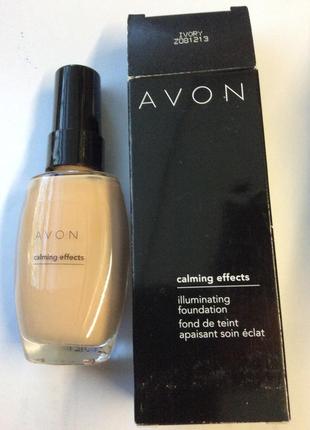 IVORY
Z081213
AVON
calming effects
illuminating
foundation
fond de teint
apaisant soin éclat
AVON
calming effects